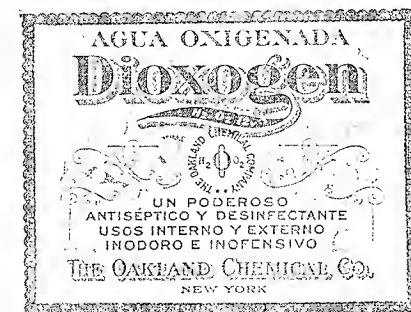 AGUA OXIGENADA
Dioxogen
THE OAKLAND CHEMICAL COMPANY
H2O2
UN PODEROSO
ANTISÉPTICO Y DESINFECTANTE
USOS INTERNO Y EXTERNO
INODORO E INOFENSIVO
THE OAKLAND CHEMICAL CO.
NEW YORK